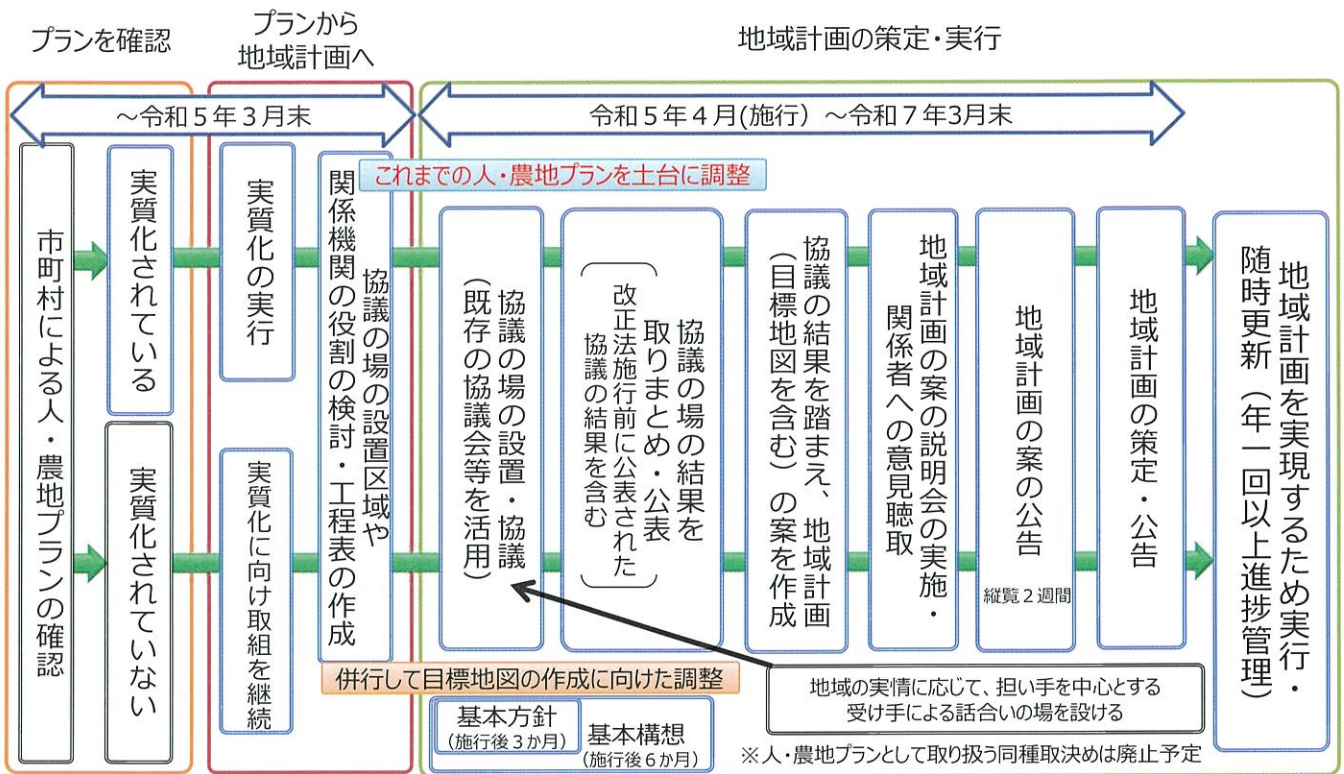 プランを確認
プランから
地域計画へ
地域計画の策定・実行
～令和５年３月末
令和５年４月(施行）～令和７年3月末
これまでの人・農地プランを土台に調整
市町村による人・農地プランの確認
実質化されている
実質化されていない
実質化の実行
実質化に向け取組を継続
協議の場の設置区域や
関係機関の役割の検討・工程表の作成
協議の場の設置・協議
（既存の協議会等を活用）
協議の場の結果を
取りまとめ・公表
改正法施行前に公表された
協議の結果を含む
協議の結果を踏まえ、地域計画
（目標地図を含む）の案を作成
地域計画の案の説明会の実施・
関係者への意見聴取
地域計画の案の公告
縦覧２週間
地域計画の策定・公告
地域計画を実現するため実行・
随時更新（年一回以上進捗管理）
併行して目標地図の作成に向けた調整
基本方針
（施行後３か月）
基本構想
（施行後６か月）
地域の実情に応じて、担い手を中心とする
受け手による話合いの場を設ける
※人・農地プランとして取り扱う同種取決めは廃止予定